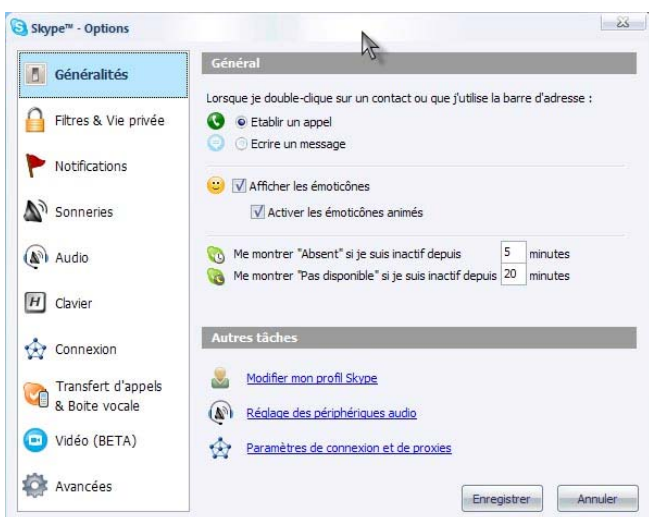 Skype™ - Options
Généralités
Filtres & Vie privée
Notifications
Sonneries
Audio
H Clavier
Connexion
Transfert d'appels
& Boite vocale
Vidéo (BETA)
Avancées
Général
Lorsque je double-clique sur un contact ou que j'utilise la barre d'adresse :
Etablir un appel
Ecrire un message
Afficher les émoticônes
Activer les émoticônes animés
Me montrer "Absent" si je suis inactif depuis 5 minutes
Me montrer "Pas disponible" si je suis inactif depuis 20 minutes
Autres tâches
Modifier mon profil Skype
Réglage des périphériques audio
Paramètres de connexion et de proxies
Enregistrer Annuler